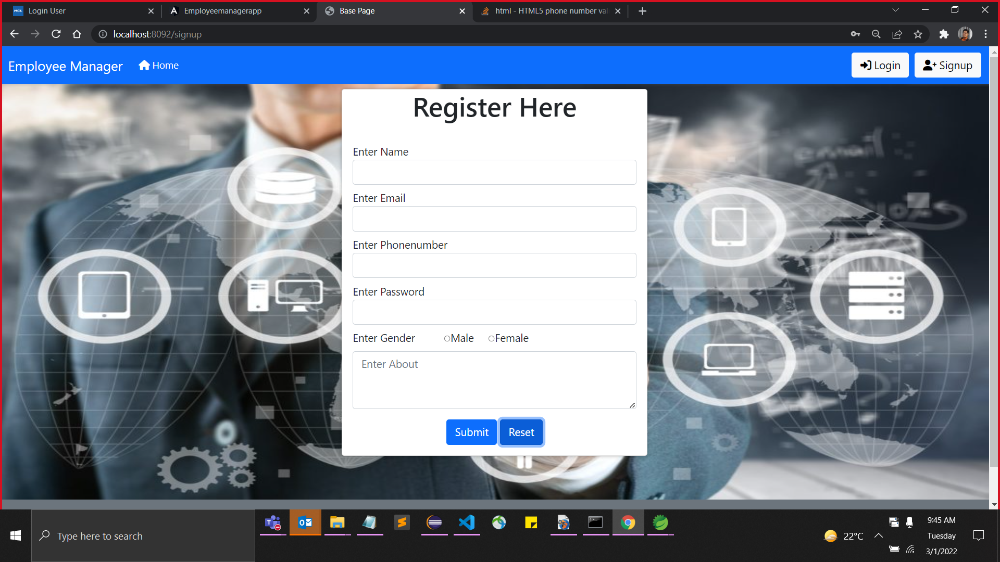 Login User
Employeemanagerapp
Base Page
html - HTML5 phone number vali
localhost:8092/signup
Employee Manager
Home
Login
Signup
Register Here
Enter Name
Enter Email
Enter Phonenumber
Enter Password
Enter Gender
Male
Female
Enter About
Submit
Reset
Type here to search
22°C
9:45 AM
Tuesday
3/1/2022